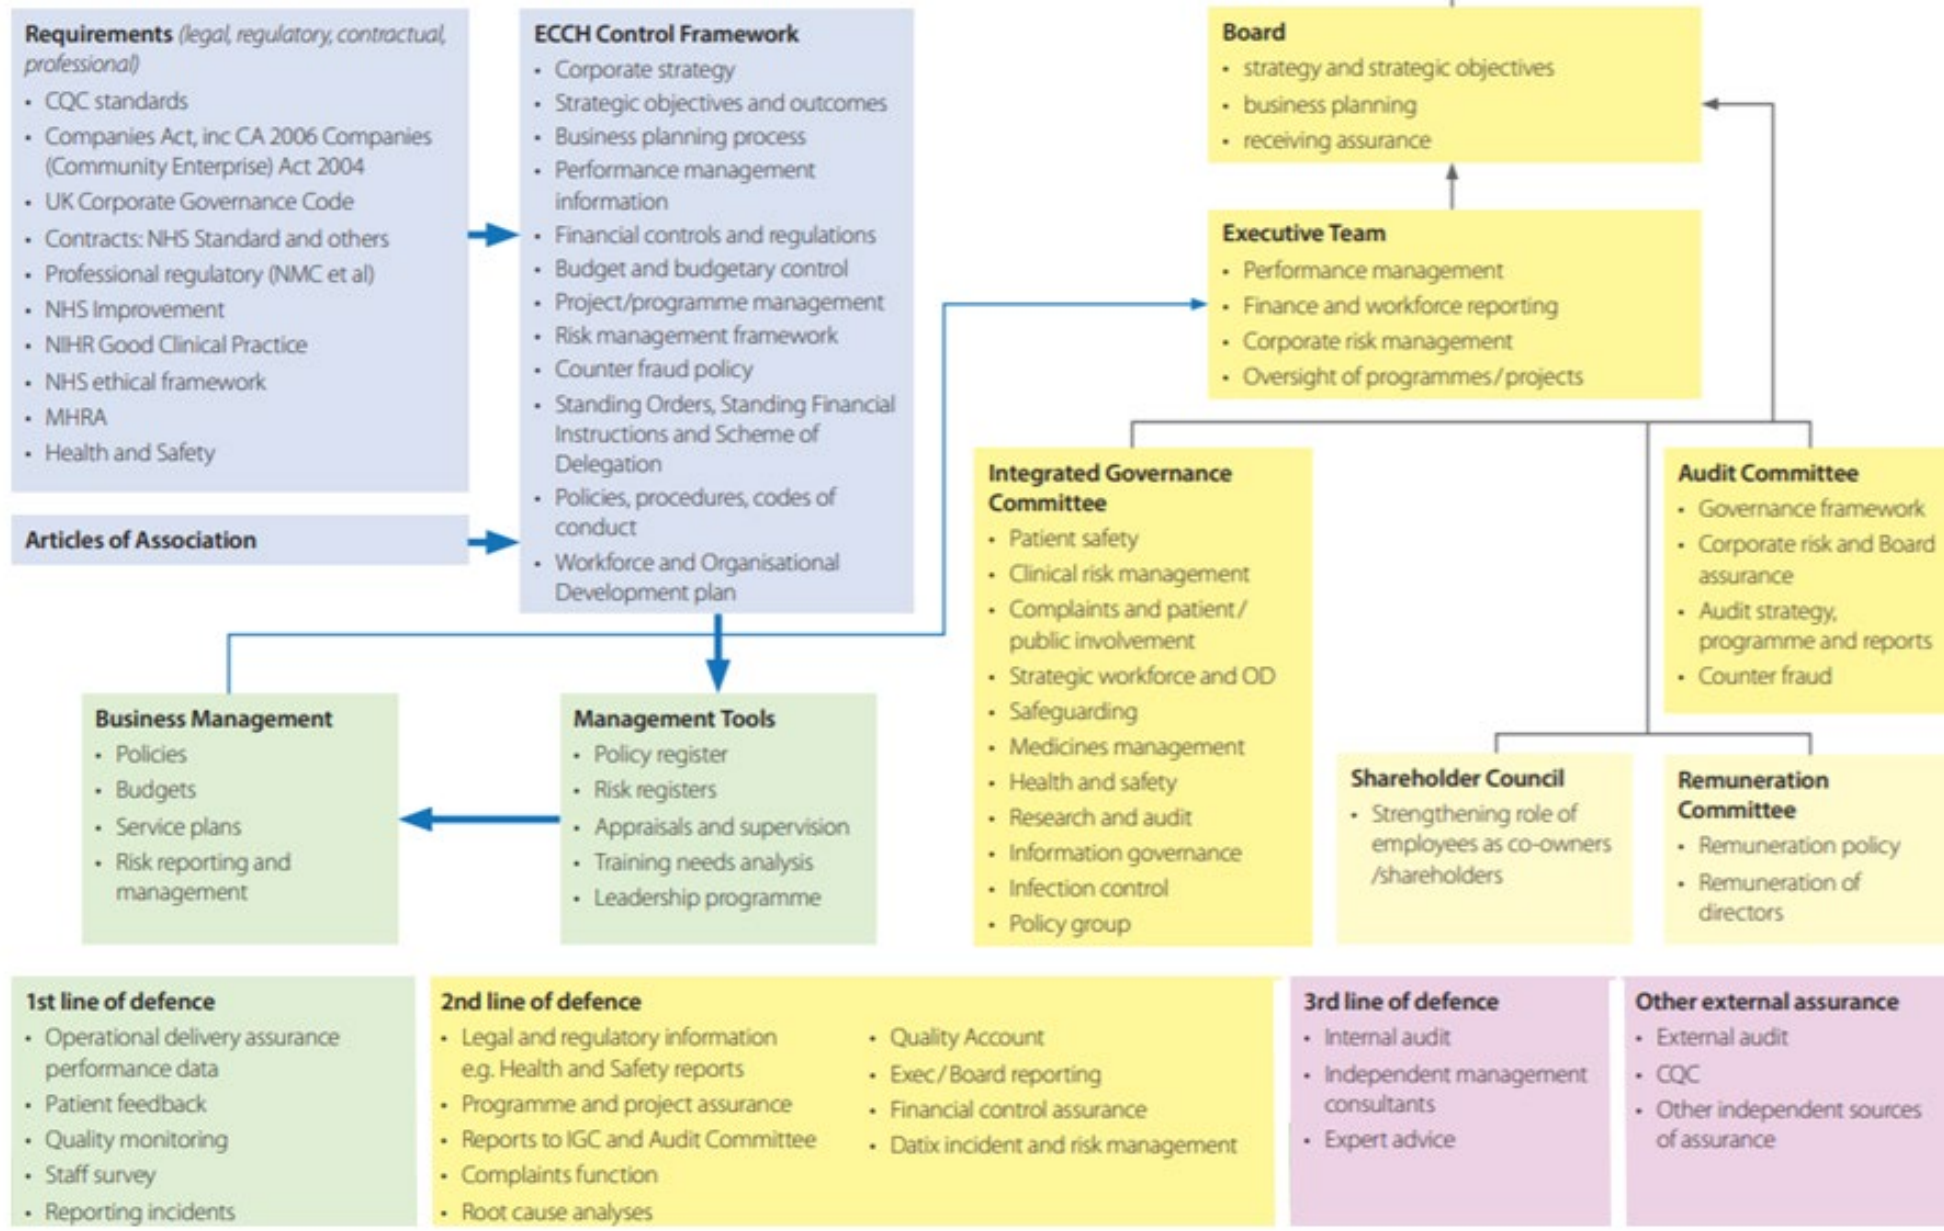 Requirements (legal, regulatory, contractual,
professional)
• CQC standards
• Companies Act, inc CA 2006 Companies
(Community Enterprise) Act 2004
• UK Corporate Governance Code
• Contracts: NHS Standard and others
• Professional regulatory (NMC et al)
• NHS Improvement
• NIHR Good Clinical Practice
• NHS ethical framework
• MHRA
• Health and Safety
Articles of Association
ECCH Control Framework
• Corporate strategy
• Strategic objectives and outcomes
• Business planning process
• Performance management
information
• Financial controls and regulations
• Budget and budgetary control
• Project/programme management
• Risk management framework
• Counter fraud policy
• Standing Orders, Standing Financial
Instructions and Scheme of
Delegation
• Policies, procedures, codes of
conduct
• Workforce and Organisational
Development plan
Board
• strategy and strategic objectives
• business planning
• receiving assurance
Executive Team
• Performance management
• Finance and workforce reporting
• Corporate risk management
• Oversight of programmes/projects
Integrated Governance
Committee
• Patient safety
• Clinical risk management
• Complaints and patient/
public involvement
• Strategic workforce and OD
• Safeguarding
• Medicines management
• Health and safety
• Research and audit
• Information governance
• Infection control
• Policy group
Audit Committee
• Governance framework
• Corporate risk and Board
assurance
• Audit strategy,
programme and reports
• Counter fraud
Business Management
• Policies
• Budgets
• Service plans
• Risk reporting and
management
Management Tools
• Policy register
• Risk registers
• Appraisals and supervision
• Training needs analysis
• Leadership programme
Shareholder Council
• Strengthening role of
employees as co-owners
/shareholders
Remuneration
Committee
• Remuneration policy
• Remuneration of
directors
1st line of defence
• Operational delivery assurance
performance data
• Patient feedback
• Quality monitoring
• Staff survey
• Reporting incidents
2nd line of defence
• Legal and regulatory information
e.g. Health and Safety reports
• Programme and project assurance
• Reports to IGC and Audit Committee
• Complaints function
• Root cause analyses
• Quality Account
• Exec/Board reporting
• Financial control assurance
• Datix incident and risk management
3rd line of defence
• Internal audit
• Independent management
consultants
• Expert advice
Other external assurance
• External audit
• CQC
• Other independent sources
of assurance